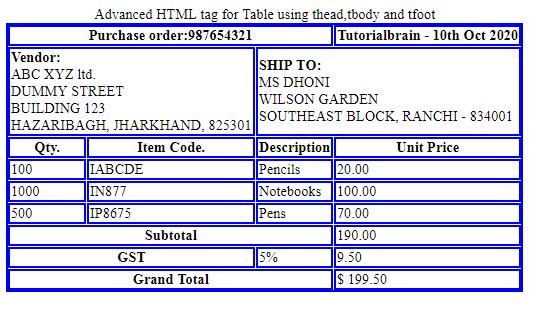 Advanced HTML tag for Table using thead,tbody and tfoot
Purchase order:987654321 Tutorialbrain - 10th Oct 2020
Vendor:
ABC XYZ ltd.
DUMMY STREET
BUILDING 123
HAZARIBAGH, JHARKHAND, 825301
SHIP TO:
MS DHONI
WILSON GARDEN
SOUTHEAST BLOCK, RANCHI - 834001
Qty. Item Code. Description Unit Price
100 IABCDE Pencils 20.00
1000 IN877 Notebooks 100.00
500 IP8675 Pens 70.00
Subtotal 190.00
GST 5% 9.50
Grand Total $ 199.50